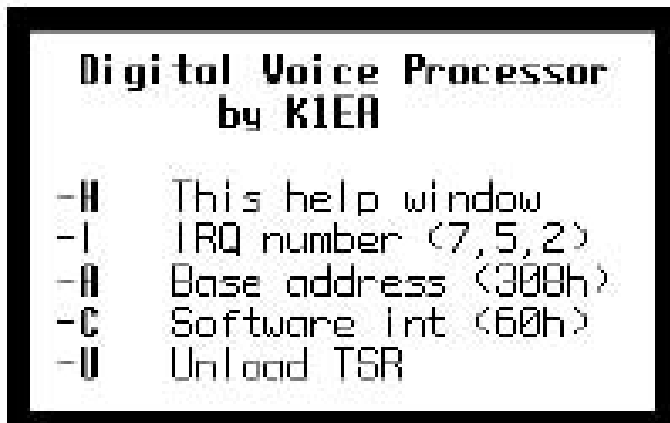 Digital Voice Processor
by K1EA
-H This help window
-I IRQ number (7,5,2)
-A Base address (308h)
-C Software int (60h)
-U Unload TSR